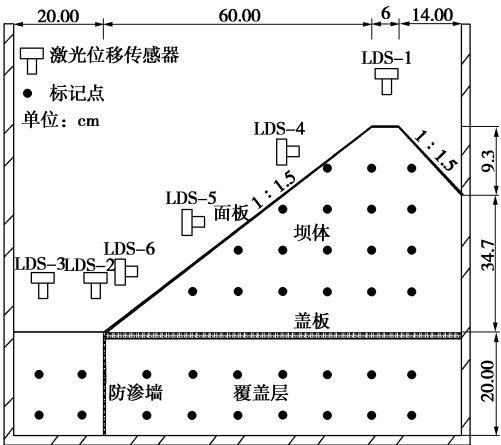 20.00 60.00 6 14.00
激光位移传感器
标记点
单位：cm
LDS-1
LDS-4
1：1.5
9.3
LDS-5
面板
1：1.5
坝体
LDS-3
LDS-2
LDS-6
34.7
盖板
防渗墙
覆盖层
20.00